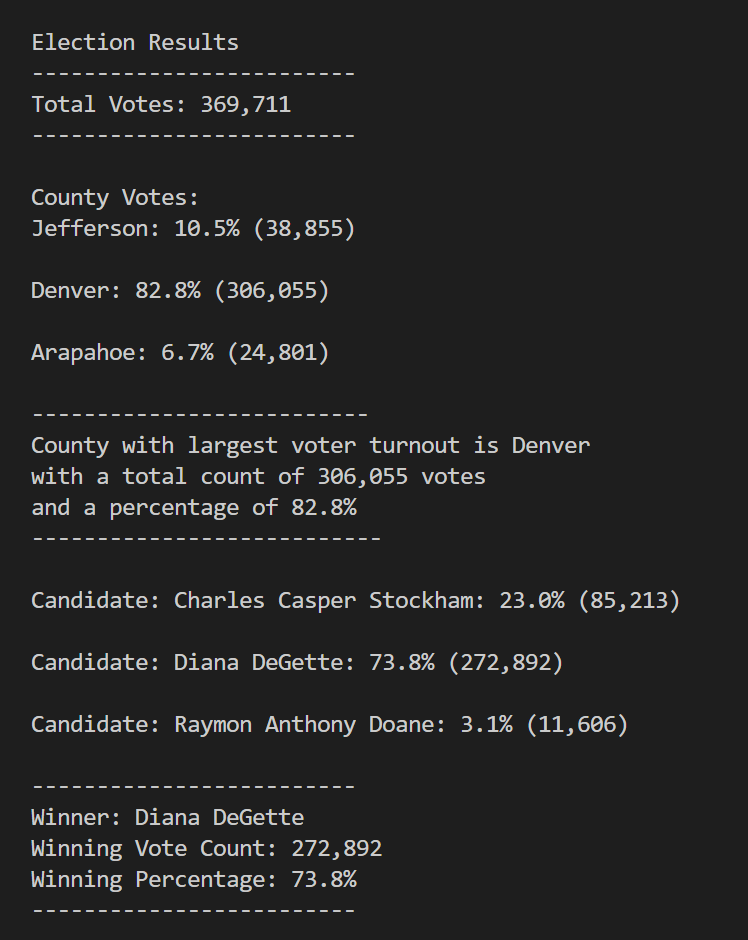 Election Results
-------------------------
Total Votes: 369,711
-------------------------
County Votes:
Jefferson: 10.5% (38,855)
Denver: 82.8% (306,055)
Arapahoe: 6.7% (24,801)
--------------------------
County with largest voter turnout is Denver
with a total count of 306,055 votes
and a percentage of 82.8%
---------------------------
Candidate: Charles Casper Stockham: 23.0% (85,213)
Candidate: Diana DeGette: 73.8% (272,892)
Candidate: Raymon Anthony Doane: 3.1% (11,606)
-------------------------
Winner: Diana DeGette
Winning Vote Count: 272,892
Winning Percentage: 73.8%
-------------------------